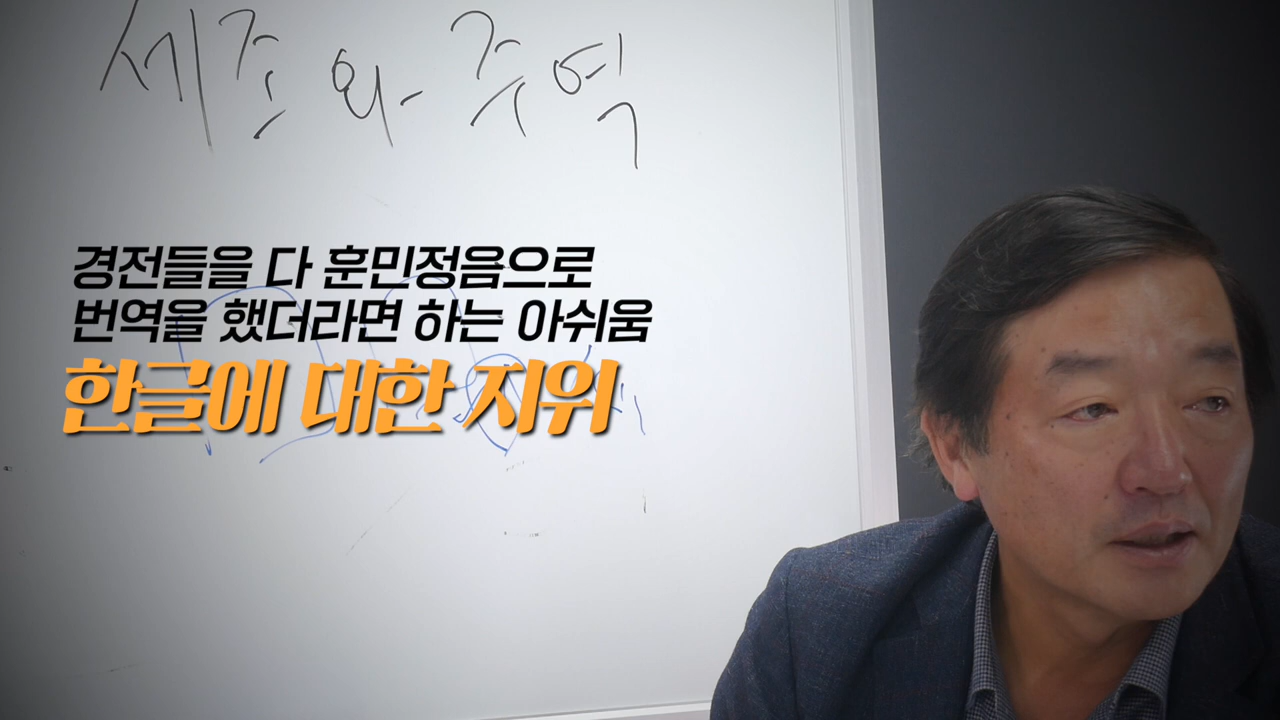 세조와 주역
경전들을 다 훈민정음으로
번역을 했더라면 하는 아쉬움
한글에 대한 지위